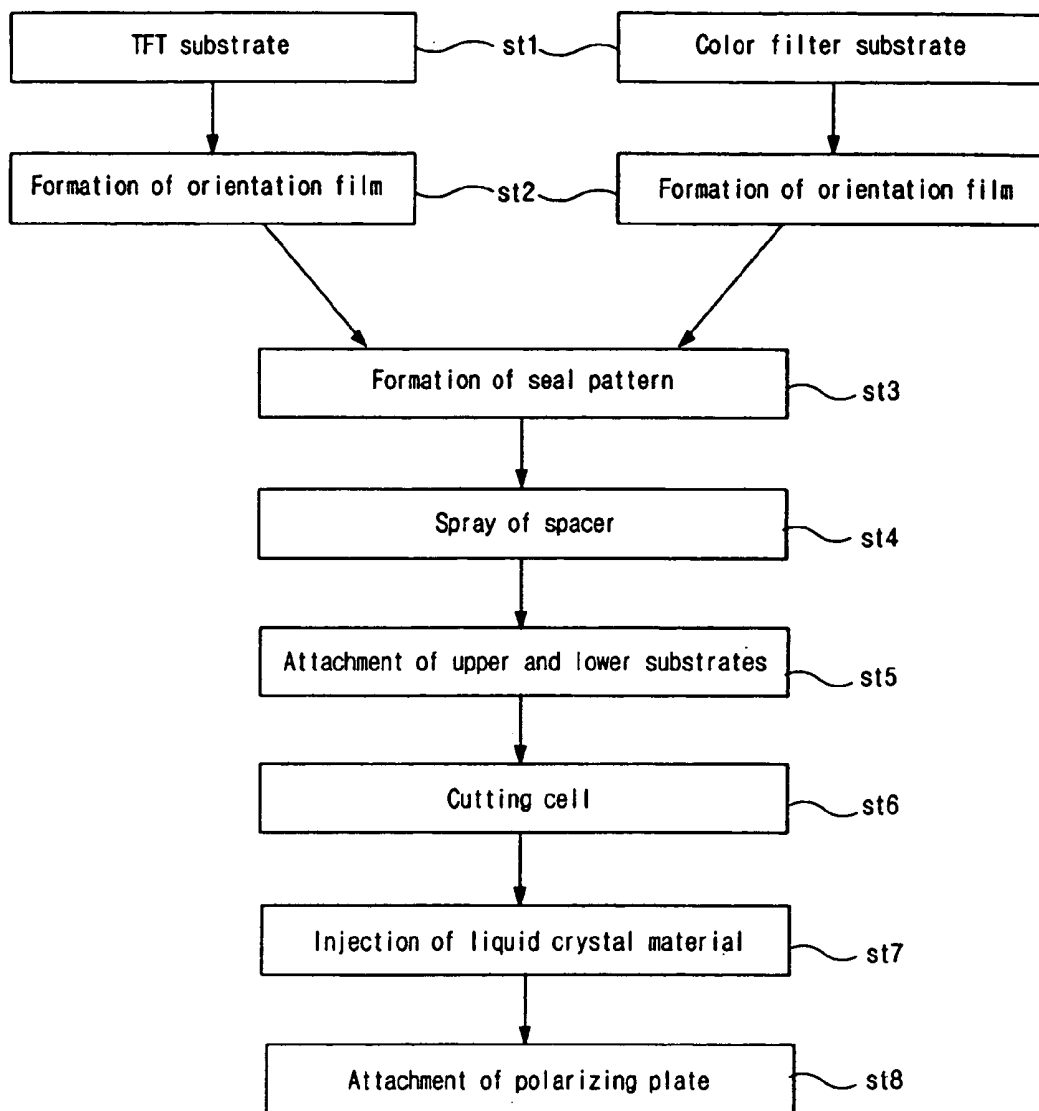 TFT substrate
st1
Color filter substrate
Formation of orientation film
st2
Formation of orientation film
Formation of seal pattern
st3
Spray of spacer
st4
Attachment of upper and lower substrates
st5
Cutting cell
st6
Injection of liquid crystal material
st7
Attachment of polarizing plate
st8